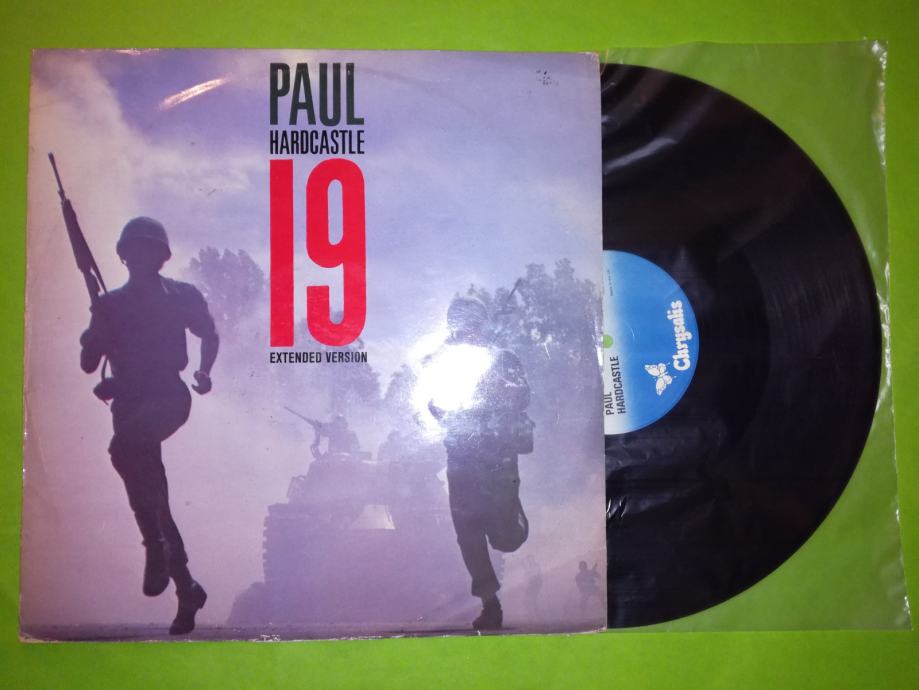 PAUL
HARDCASTLE
19
EXTENDED VERSION
Chrysalis
PAUL
HARDCASTLE